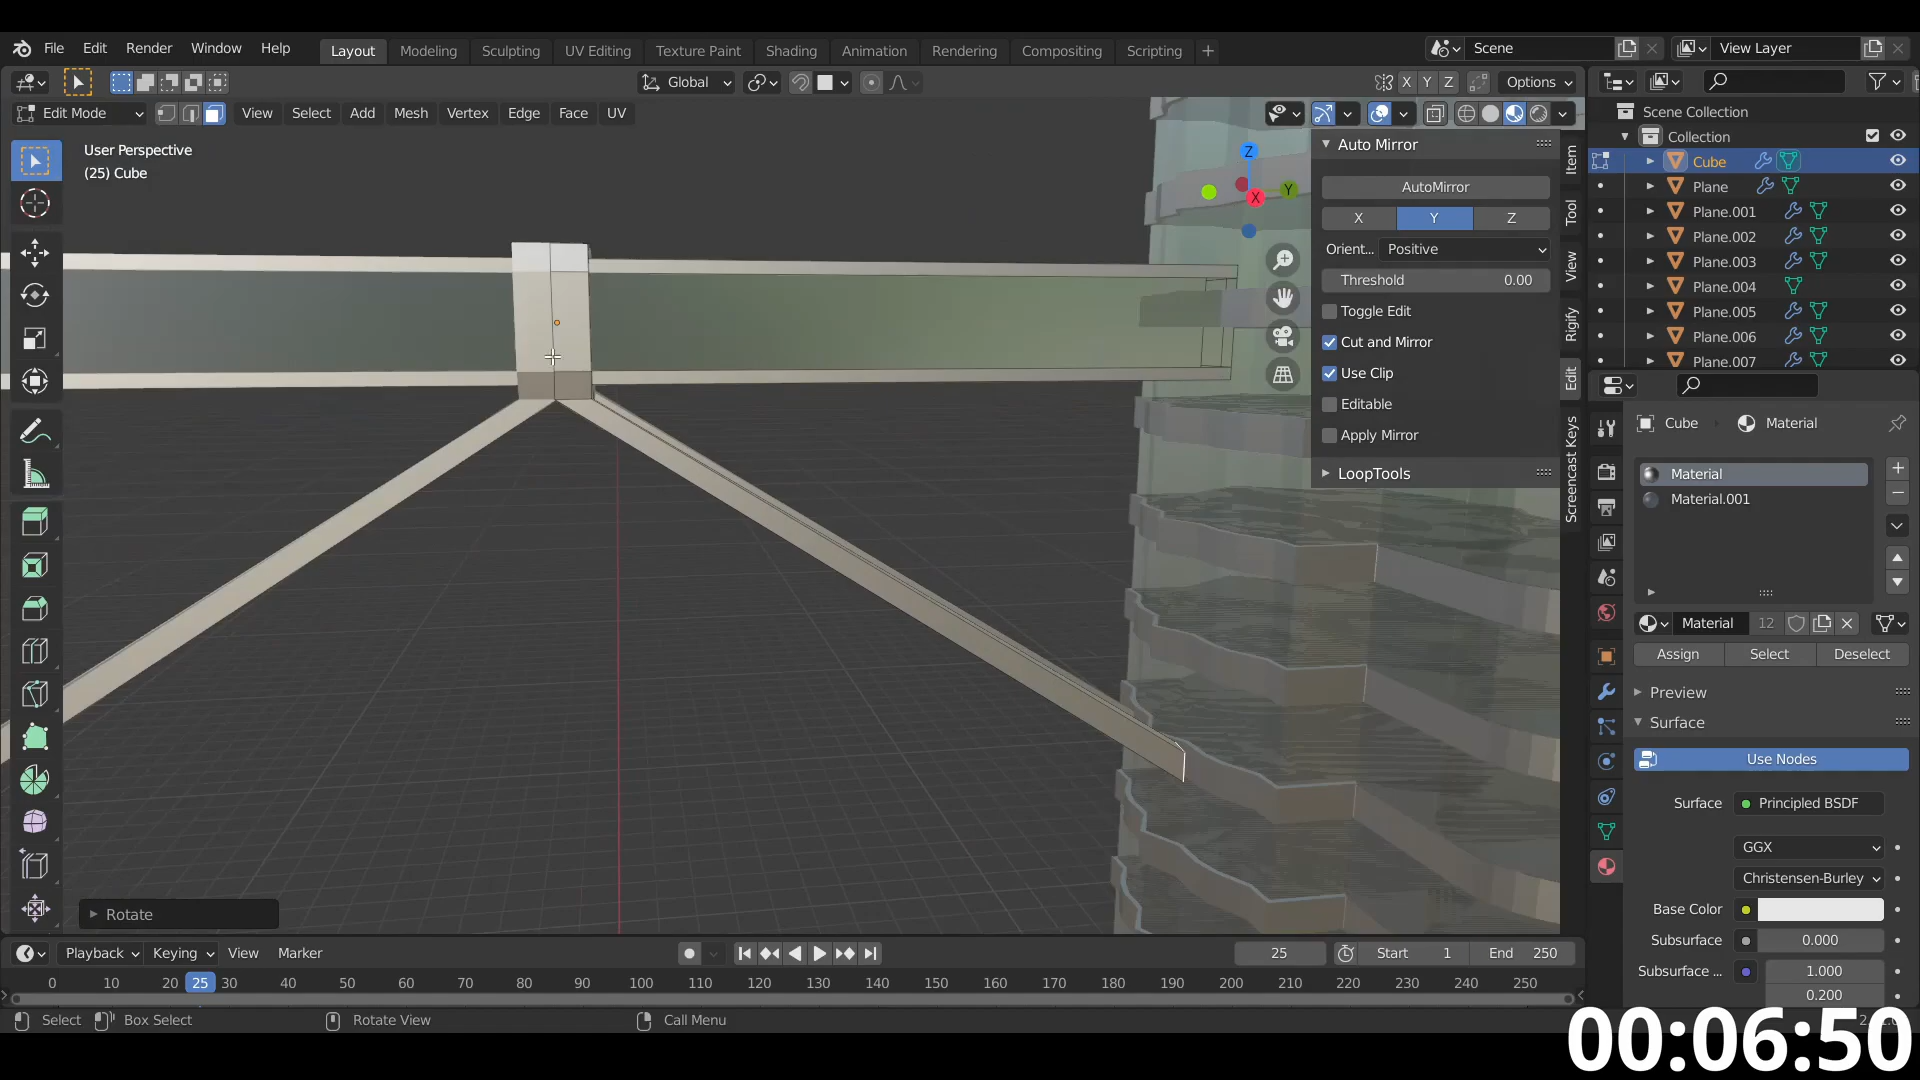 File Edit Render Window Help Layout Modeling Sculpting UV Editing Texture Paint Shading Animation Rendering Compositing Scripting + Scene View Layer
Global X Y Z Options
Edit Mode View Select Add Mesh Vertex Edge Face UV
User Perspective
(25) Cube
Z
Y
X
Auto Mirror
AutoMirror
X Y Z
Orient... Positive
Threshold 0.00
Toggle Edit
Cut and Mirror
Use Clip
Editable
Apply Mirror
LoopTools
Item
Tool
View
Rigify
Edit
Screencast Keys
Scene Collection
Collection
Cube
Plane
Plane.001
Plane.002
Plane.003
Plane.004
Plane.005
Plane.006
Plane.007
Cube Material
Material
Material.001
Material 12
Assign Select Deselect
Preview
Surface
Use Nodes
Surface Principled BSDF
GGX
Christensen-Burley
Base Color
Subsurface 0.000
Subsurface ... 1.000
0.200
Rotate
Playback Keying View Marker 25 Start 1 End 250
0 10 20 25 30 40 50 60 70 80 90 100 110 120 130 140 150 160 170 180 190 200 210 220 230 240 250
Select Box Select Rotate View Call Menu
00:06:50